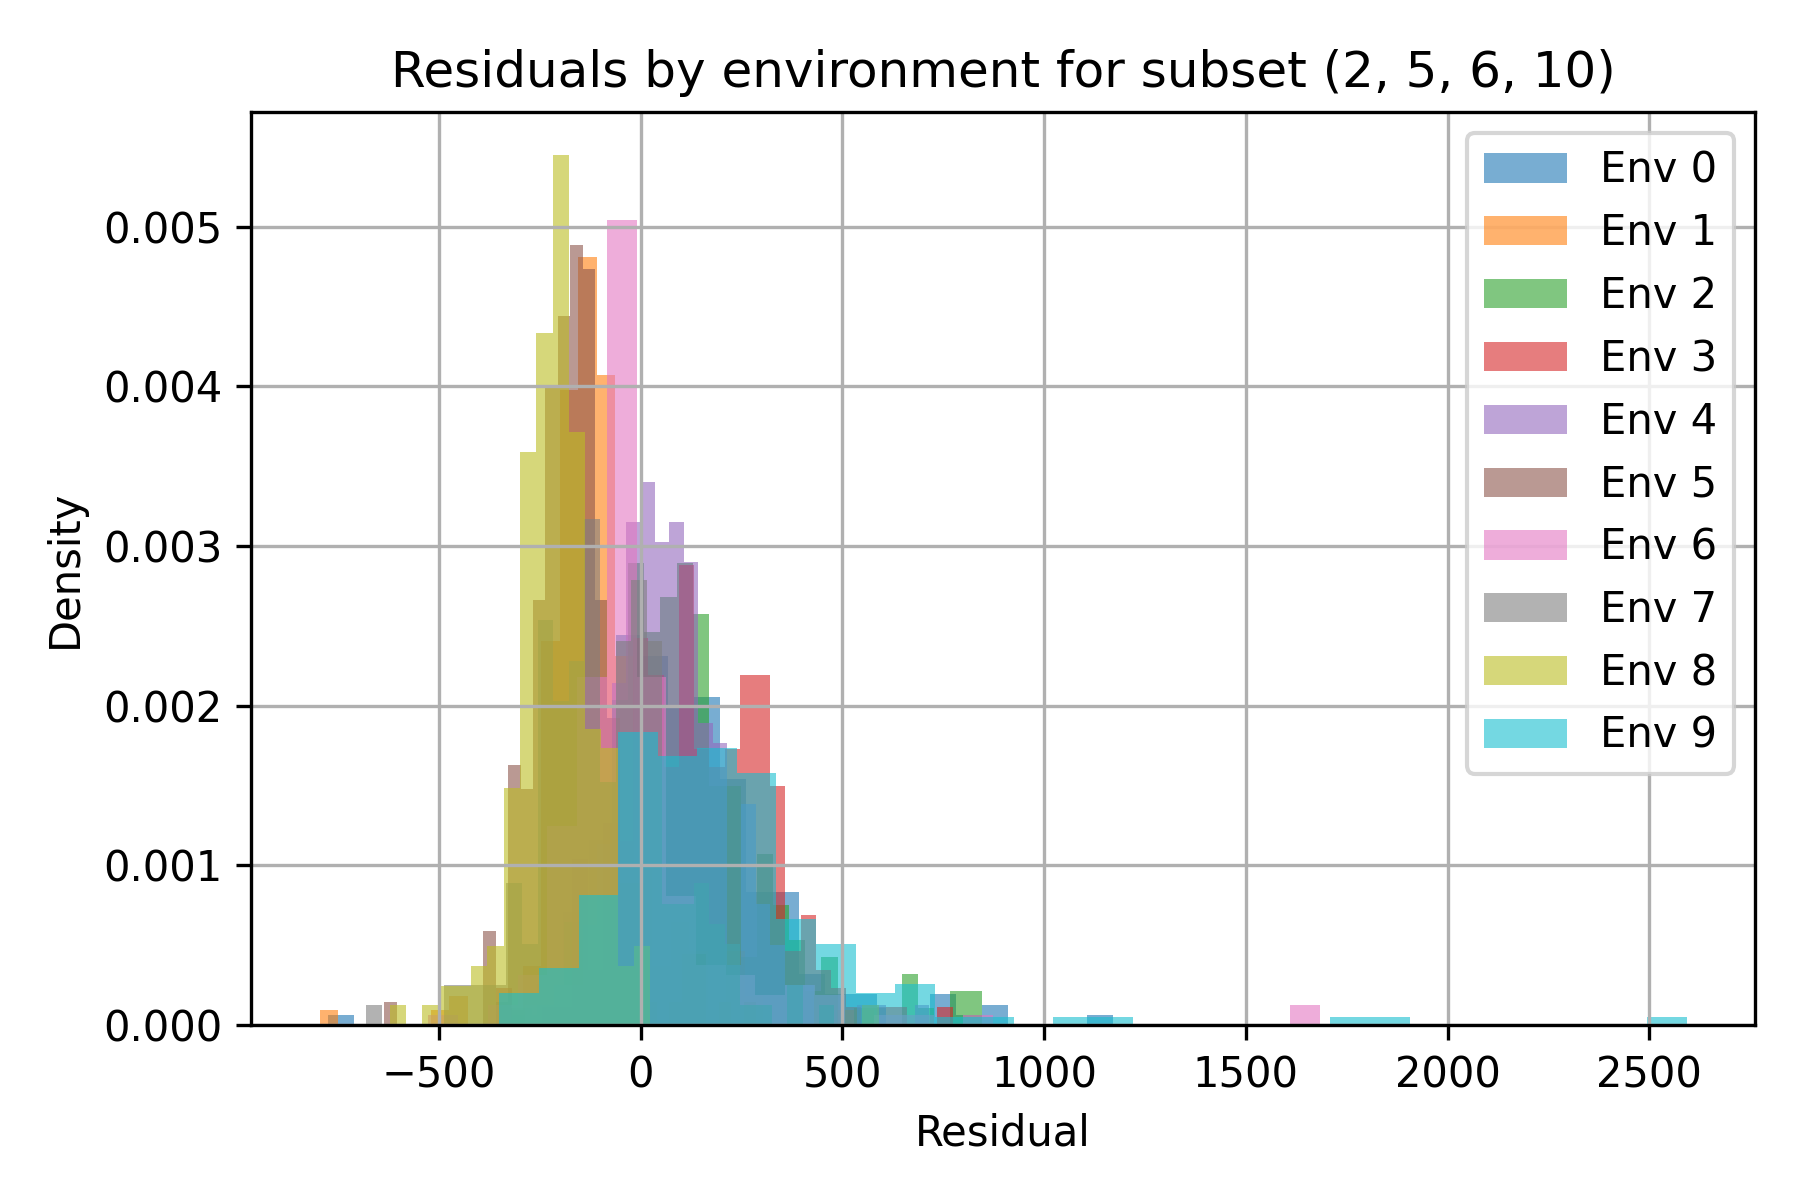 Residuals by environment for subset (2, 5, 6, 10)
Density
0.005
0.004
0.003
0.002
0.001
0.000
−500
0
500
1000
1500
2000
2500
Residual
Env 0
Env 1
Env 2
Env 3
Env 4
Env 5
Env 6
Env 7
Env 8
Env 9